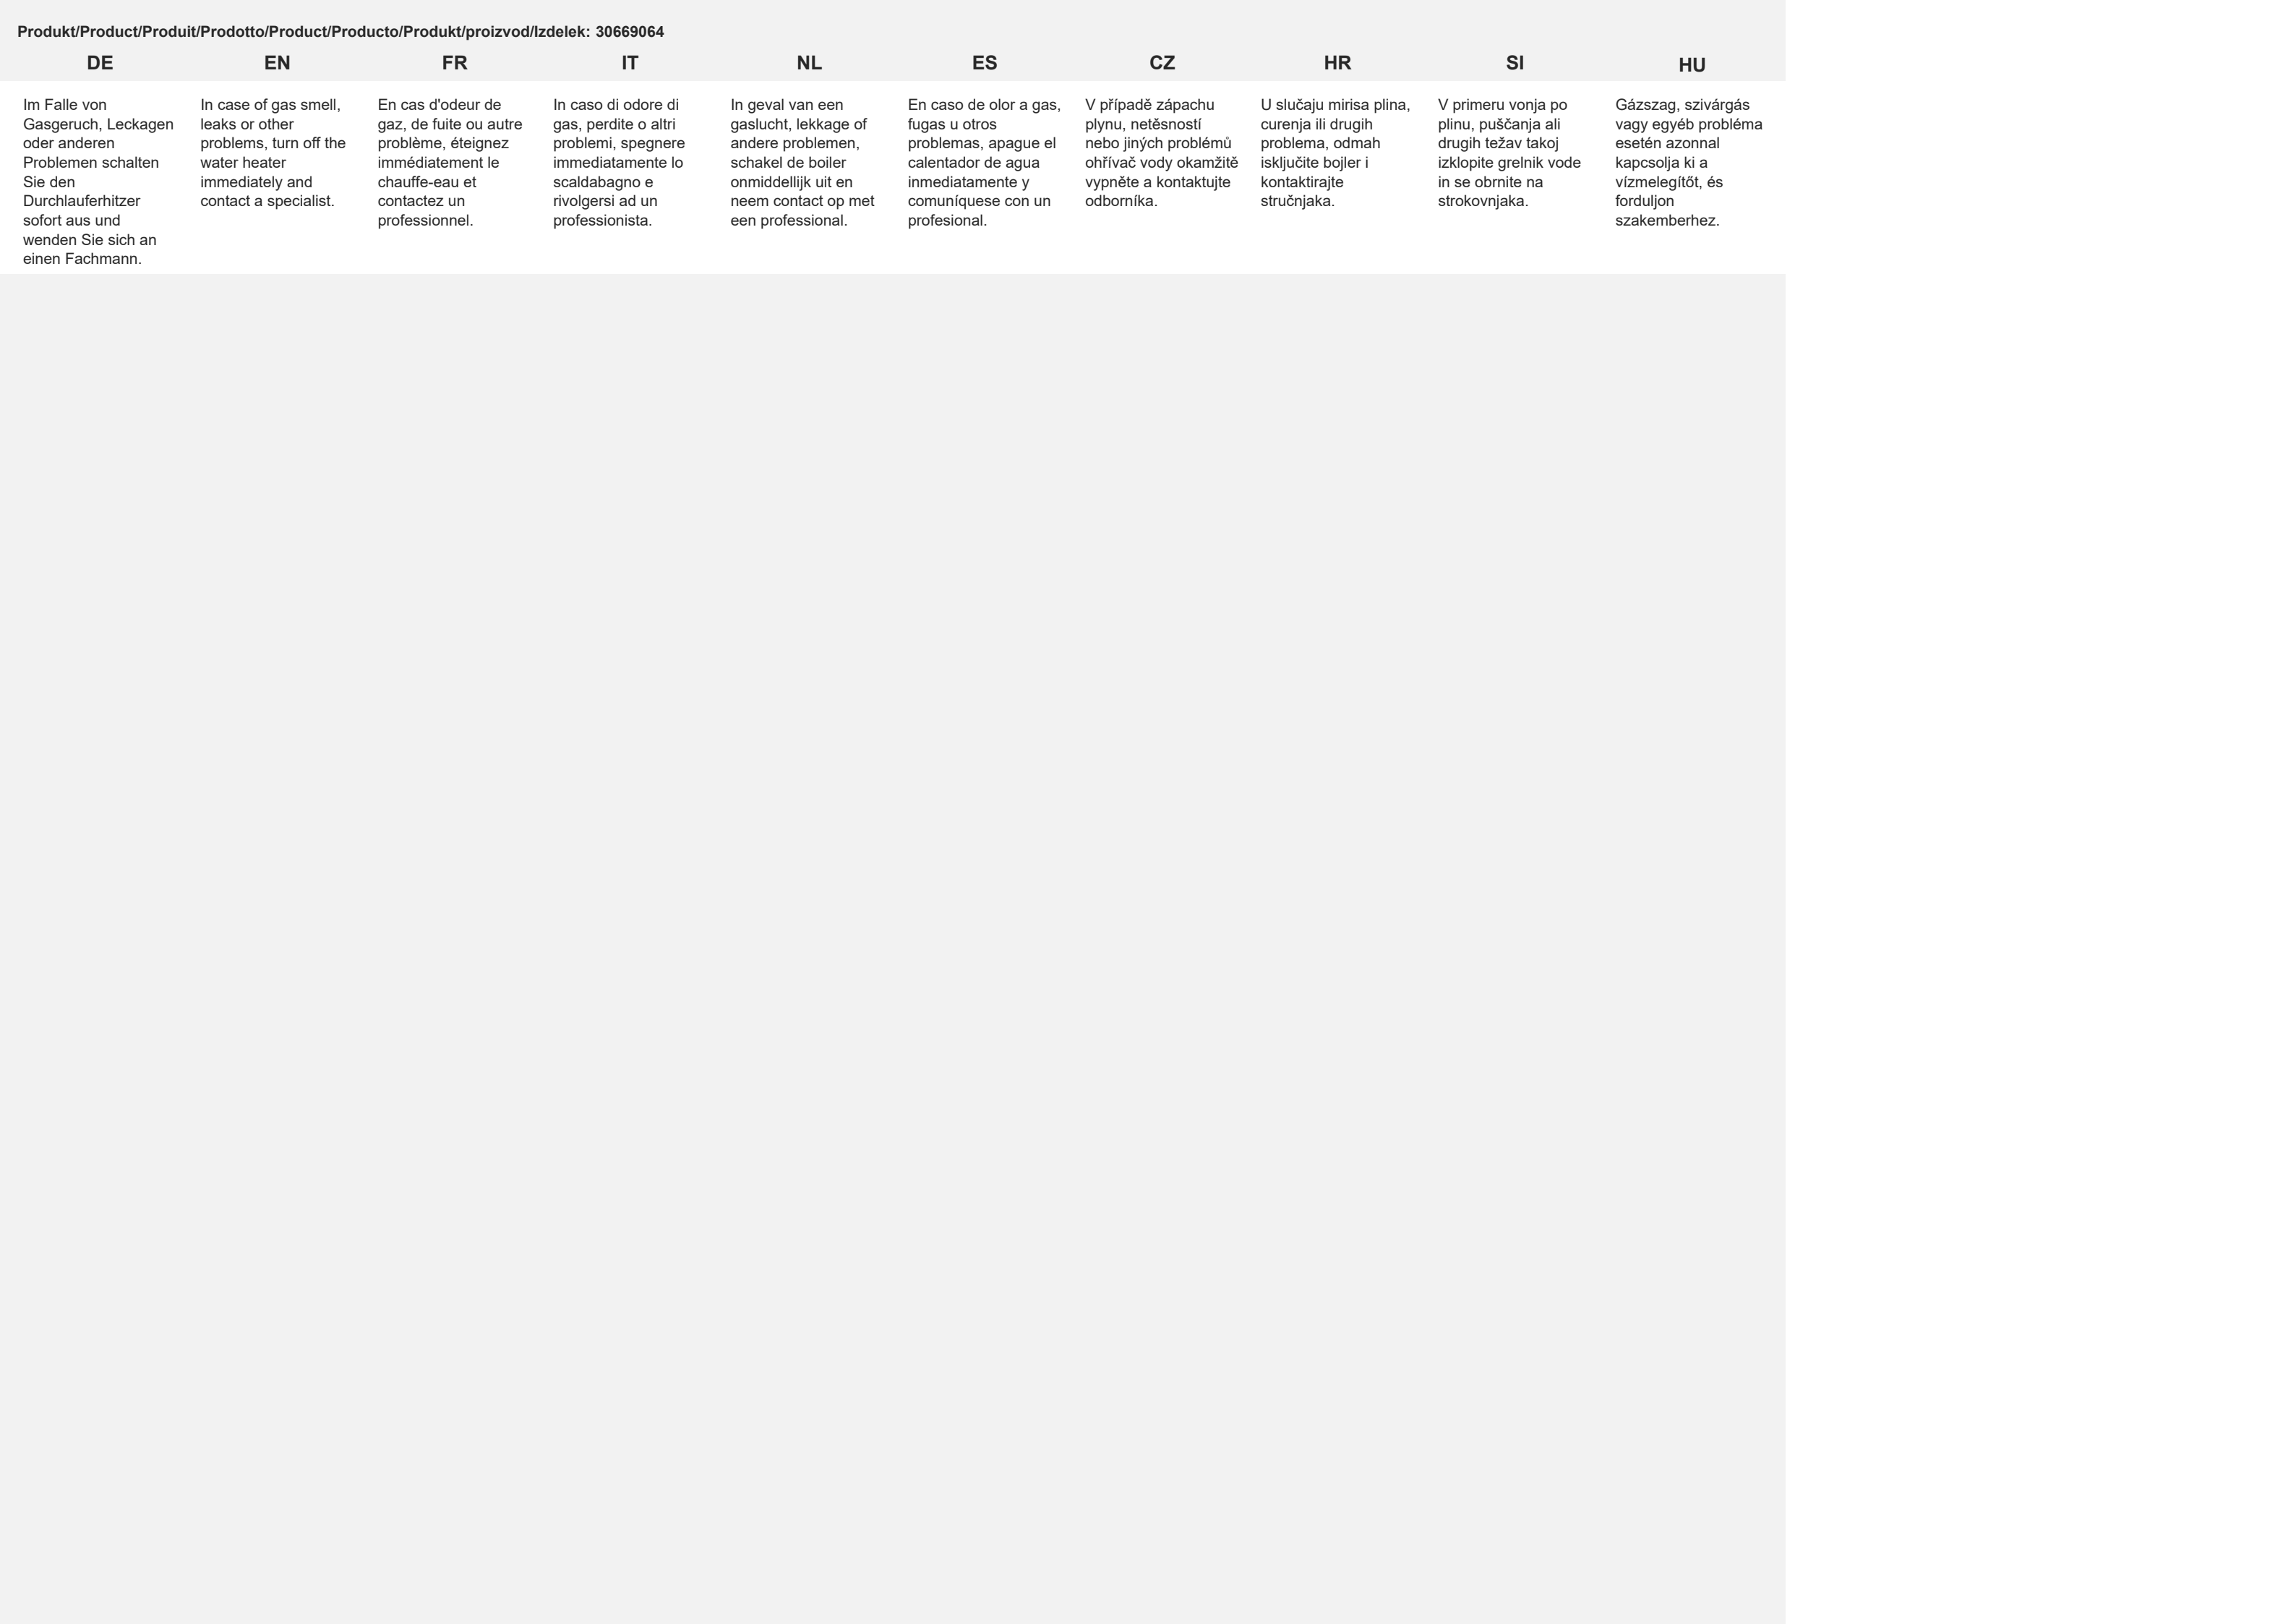 Produkt/Product/Produit/Prodotto/Product/Producto/Produkt/proizvod/Izdelek: 30669064
DE
Im Falle von
Gasgeruch, Leckagen
oder anderen
Problemen schalten
Sie den
Durchlauferhitzer
sofort aus und
wenden Sie sich an
einen Fachmann.
EN
In case of gas smell,
leaks or other
problems, turn off the
water heater
immediately and
contact a specialist.
FR
En cas d'odeur de
gaz, de fuite ou autre
problème, éteignez
immédiatement le
chauffe-eau et
contactez un
professionnel.
IT
In caso di odore di
gas, perdite o altri
problemi, spegnere
immediatamente lo
scaldabagno e
rivolgersi ad un
professionista.
NL
In geval van een
gaslucht, lekkage of
andere problemen,
schakel de boiler
onmiddellijk uit en
neem contact op met
een professional.
ES
En caso de olor a gas,
fugas u otros
problemas, apague el
calentador de agua
inmediatamente y
comuníquese con un
profesional.
CZ
V případě zápachu
plynu, netěsností
nebo jiných problémů
ohřívač vody okamžitě
vypněte a kontaktujte
odborníka.
HR
U slučaju mirisa plina,
curenja ili drugih
problema, odmah
isključite bojler i
kontaktirajte
stručnjaka.
SI
V primeru vonja po
plinu, puščanja ali
drugih težav takoj
izklopite grelnik vode
in se obrnite na
strokovnjaka.
HU
Gázszag, szivárgás
vagy egyéb probléma
esetén azonnal
kapcsolja ki a
vízmelegítőt, és
forduljon
szakemberhez.